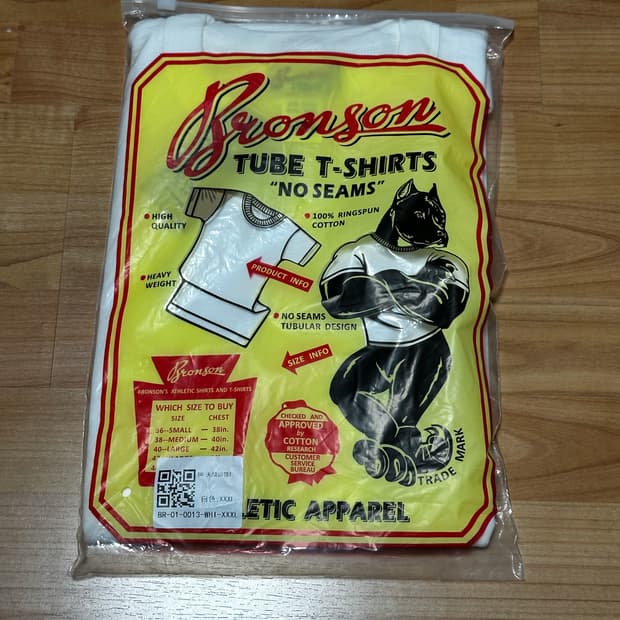 Bronson
TUBE T-SHIRTS
"NO SEAMS"
HIGH
QUALITY
100% RINGSPUN
COTTON
PRODUCT INFO
HEAVY
WEIGHT
NO SEAMS
TUBULAR DESIGN
SIZE INFO
Bronson
BRONSON'S ATHLETIC SHIRTS AND T-SHIRTS
WHICH SIZE TO BUY
SIZE CHEST
36--SMALL — 38in.
38--MEDIUM — 40in.
40--LARGE — 42in.
CHECKED AND
APPROVED
by
COTTON
RESEARCH
CUSTOMER
SERVICE
BUREAU
TRADE MARK
白色,XXXL
BR-01-0013-WHI-XXXL
LETIC APPAREL